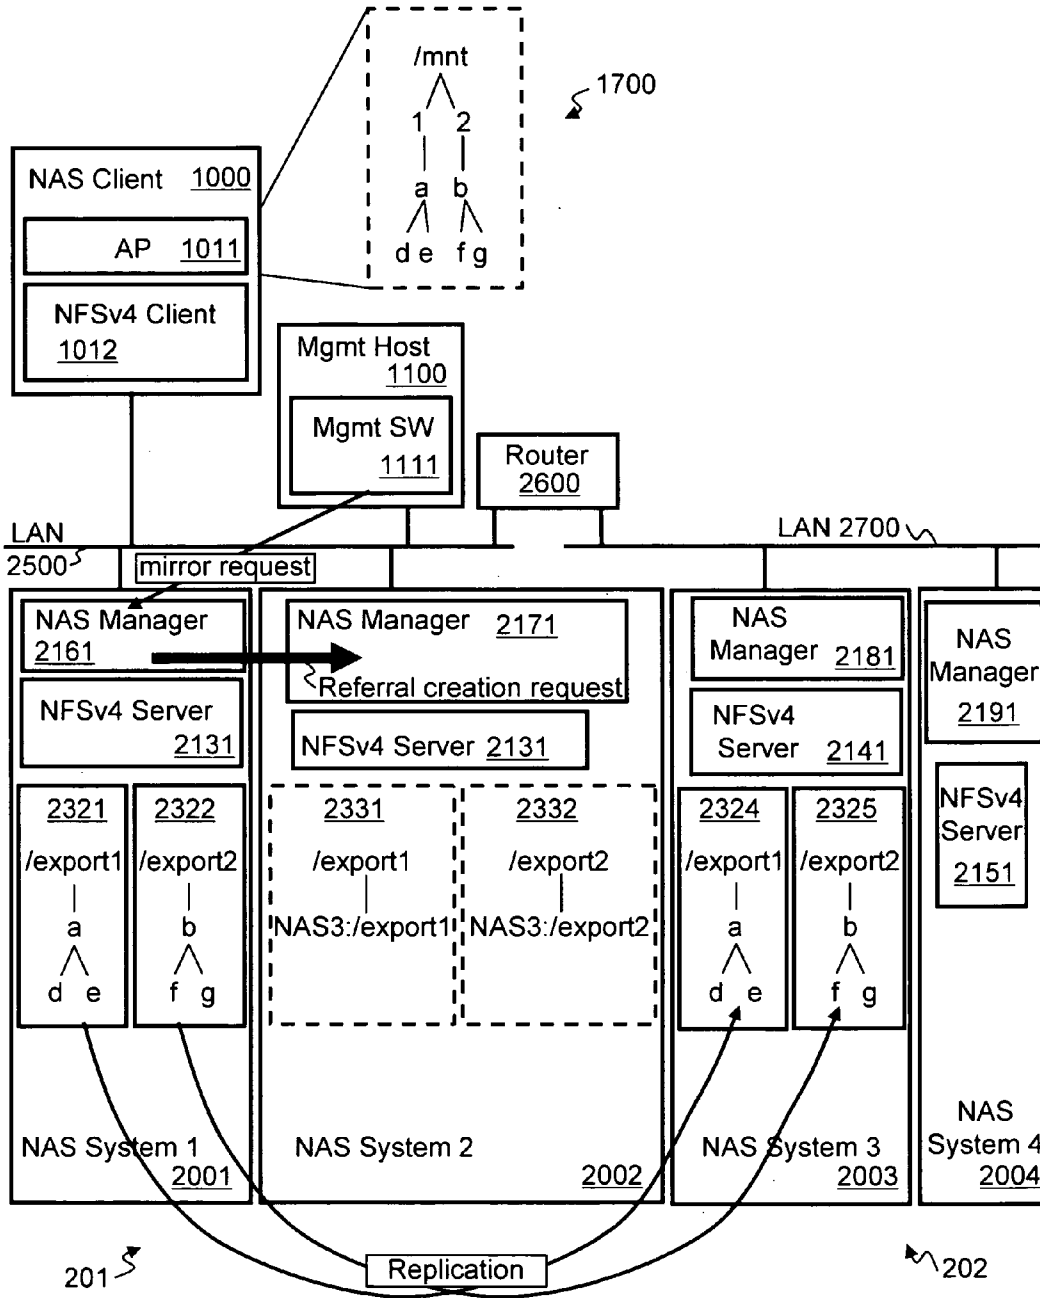 /mnt
1 2
a b
d e f g
1700
NAS Client 1000
AP 1011
NFSv4 Client
1012
Mgmt Host
1100
Mgmt SW
1111
Router
2600
LAN
2500
LAN 2700
mirror request
NAS Manager
2161
NFSv4 Server
2131
2321
/export1
a
d e
2322
/export2
b
f g
NAS System 1
2001
NAS Manager 2171
Referral creation request
NFSv4 Server 2131
2331
/export1
NAS3:/export1
2332
/export2
NAS3:/export2
NAS System 2
2002
NAS
Manager 2181
NFSv4
Server 2141
2324
/export1
a
d e
2325
/export2
b
f g
NAS System 3
2003
NAS
Manager
2191
NFSv4
Server
2151
NAS
System 4
2004
201
Replication
202